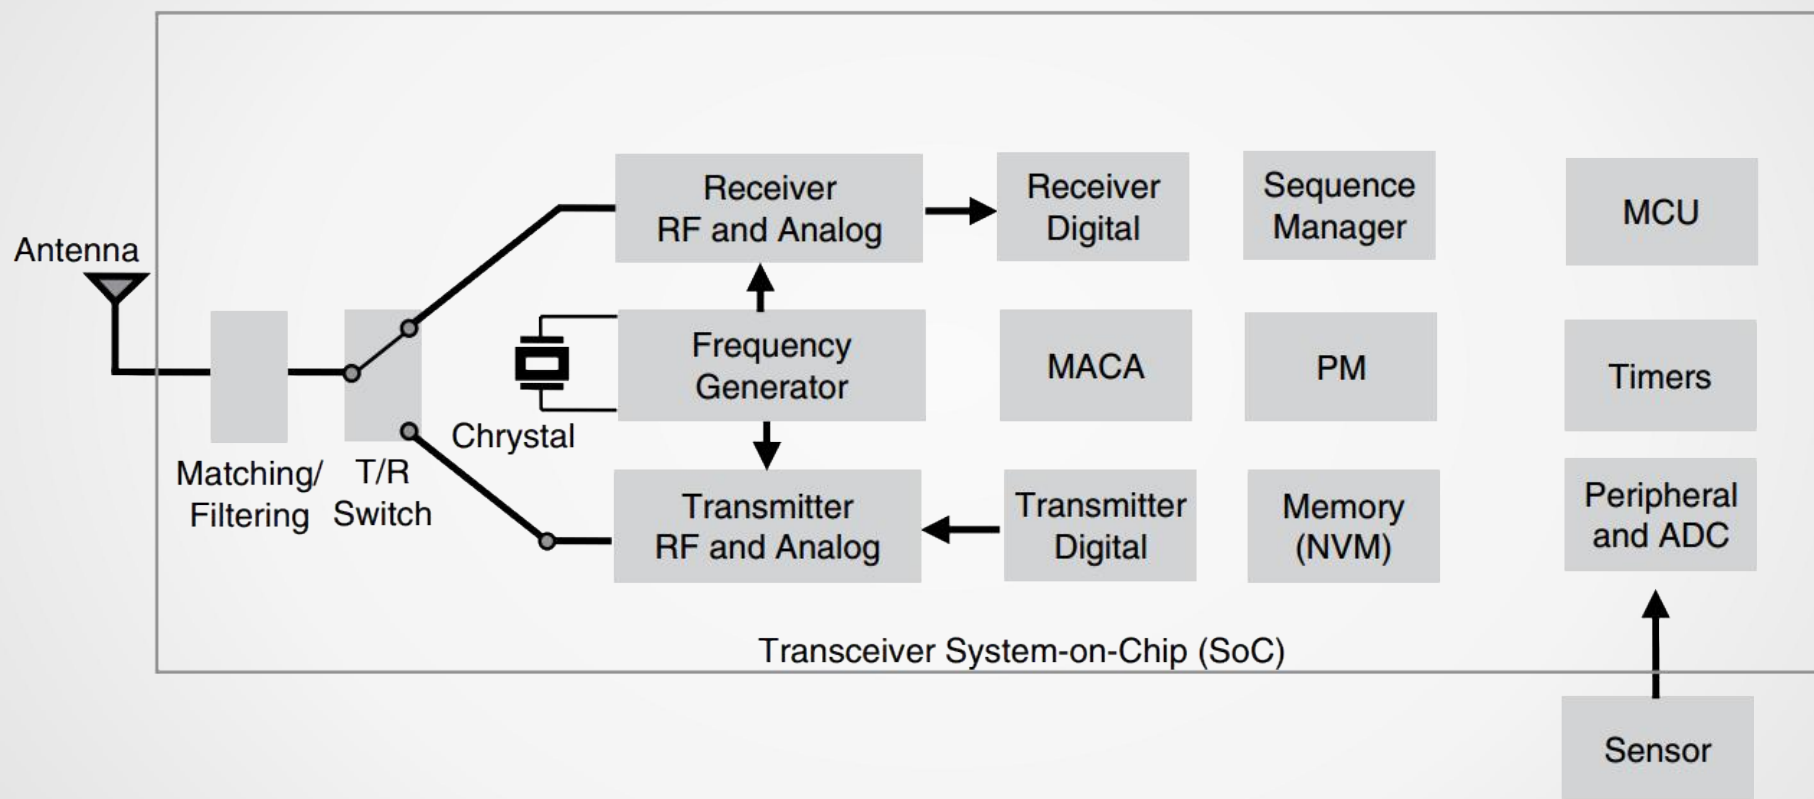 Antenna
Matching/
Filtering
T/R
Switch
Chrystal
Receiver
RF and Analog
Frequency
Generator
Transmitter
RF and Analog
Receiver
Digital
MACA
Transmitter
Digital
Sequence
Manager
PM
Memory
(NVM)
MCU
Timers
Peripheral
and ADC
Transceiver System-on-Chip (SoC)
Sensor